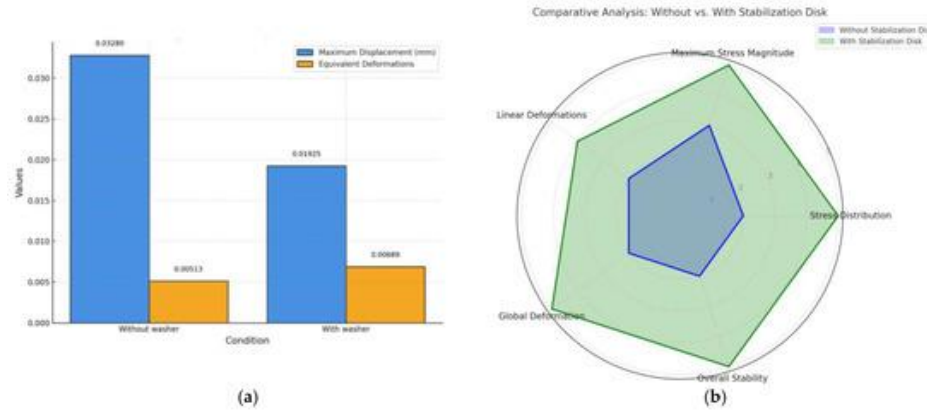 Comparative Analysis: Without vs. With Stabilization Disk
Without Stabilization Di
With Stabilization Disk
Maximum Displacement (mm)
Equivalent Deformations
0.03280
0.01925
0.00513
0.00689
0.030
0.025
0.020
0.015
0.010
0.005
0.000
Values
Without washer
With washer
Condition
Maximum Stress Magnitude
Linear Deformations
Stress Distribution
Global Deformation
Overall Stability
1
2
3
(a)
(b)